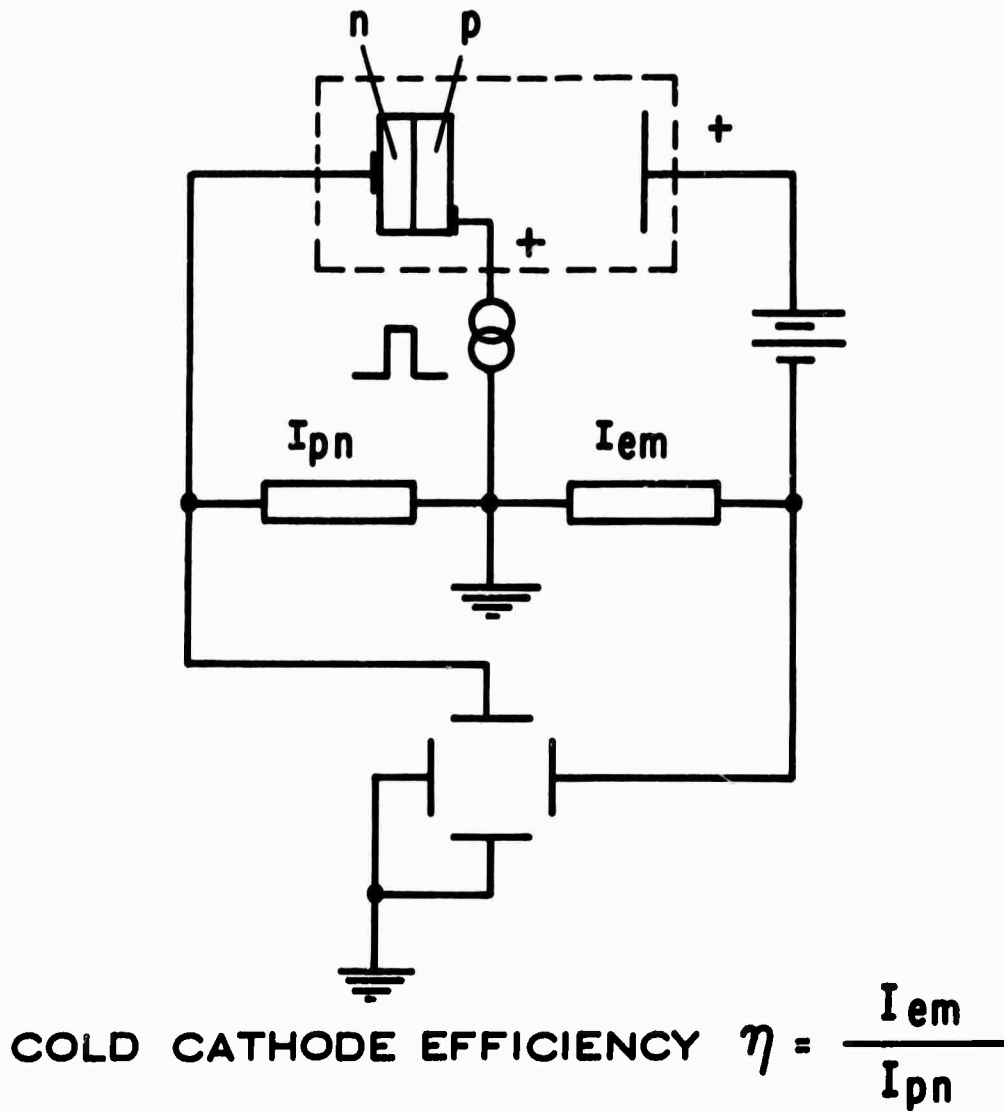 n p
+
+
Ipn Iem
COLD CATHODE EFFICIENCY η = Iem / Ipn